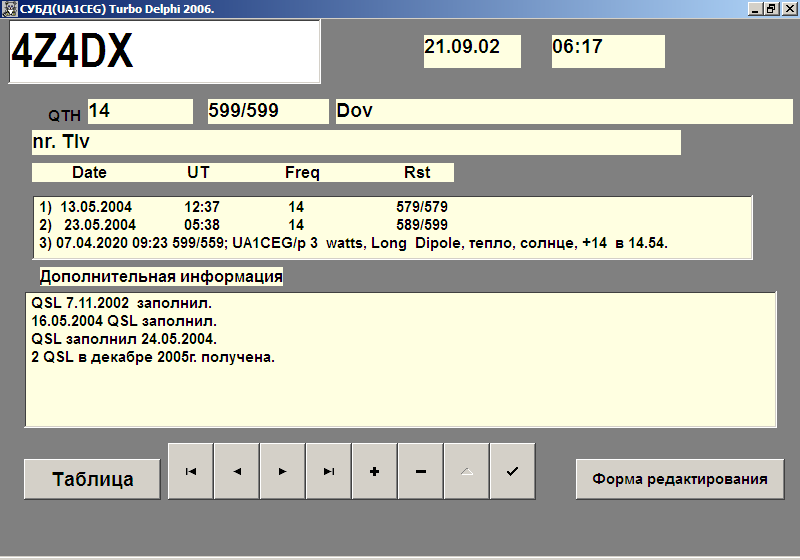 СУБД(UA1CEG) Turbo Delphi 2006.
4Z4DX 21.09.02 06:17
QTH 14 599/599 Dov
nr. Tlv
Date UT Freq Rst
1) 13.05.2004 12:37 14 579/579
2) 23.05.2004 05:38 14 589/599
3) 07.04.2020 09:23 599/559; UA1CEG/p 3 watts, Long Dipole, тепло, солнце, +14 в 14.54.
Дополнительная информация
QSL 7.11.2002 заполнил.
16.05.2004 QSL заполнил.
QSL заполнил 24.05.2004.
2 QSL в декабре 2005г. получена.
Таблица Форма редактирования